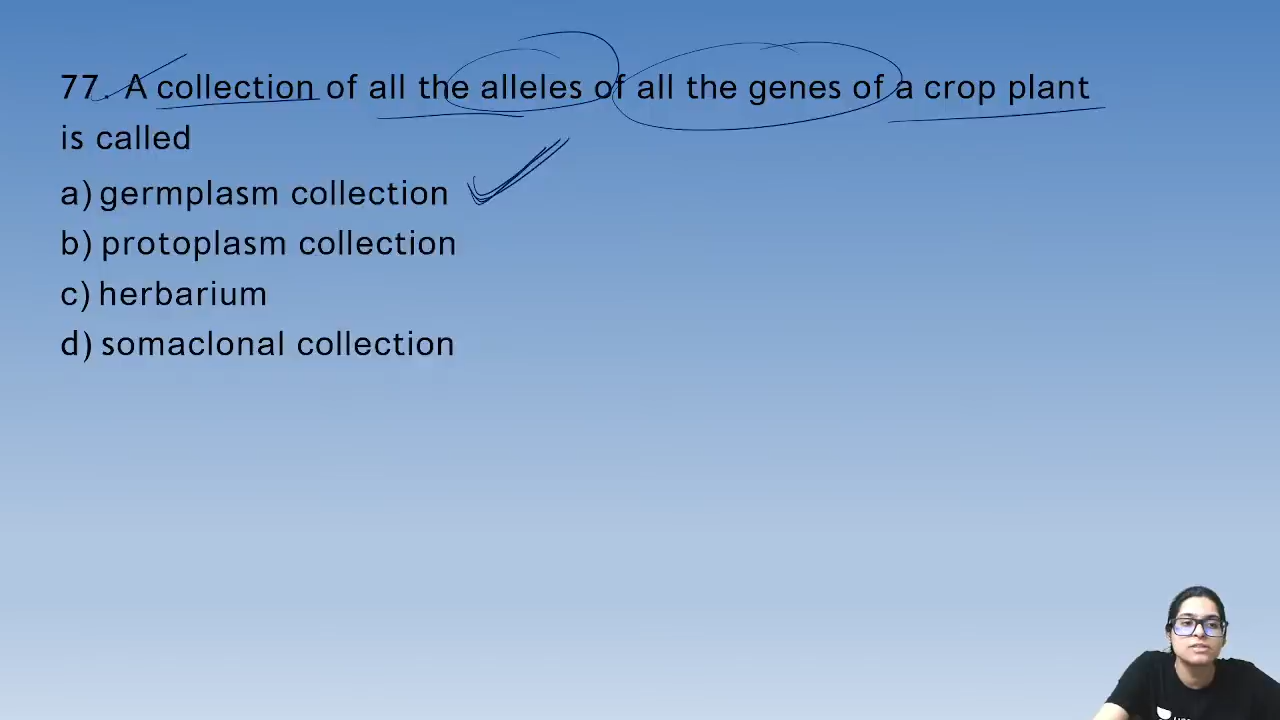 77. A collection of all the alleles of all the genes of a crop plant
is called
a) germplasm collection
b) protoplasm collection
c) herbarium
d) somaclonal collection